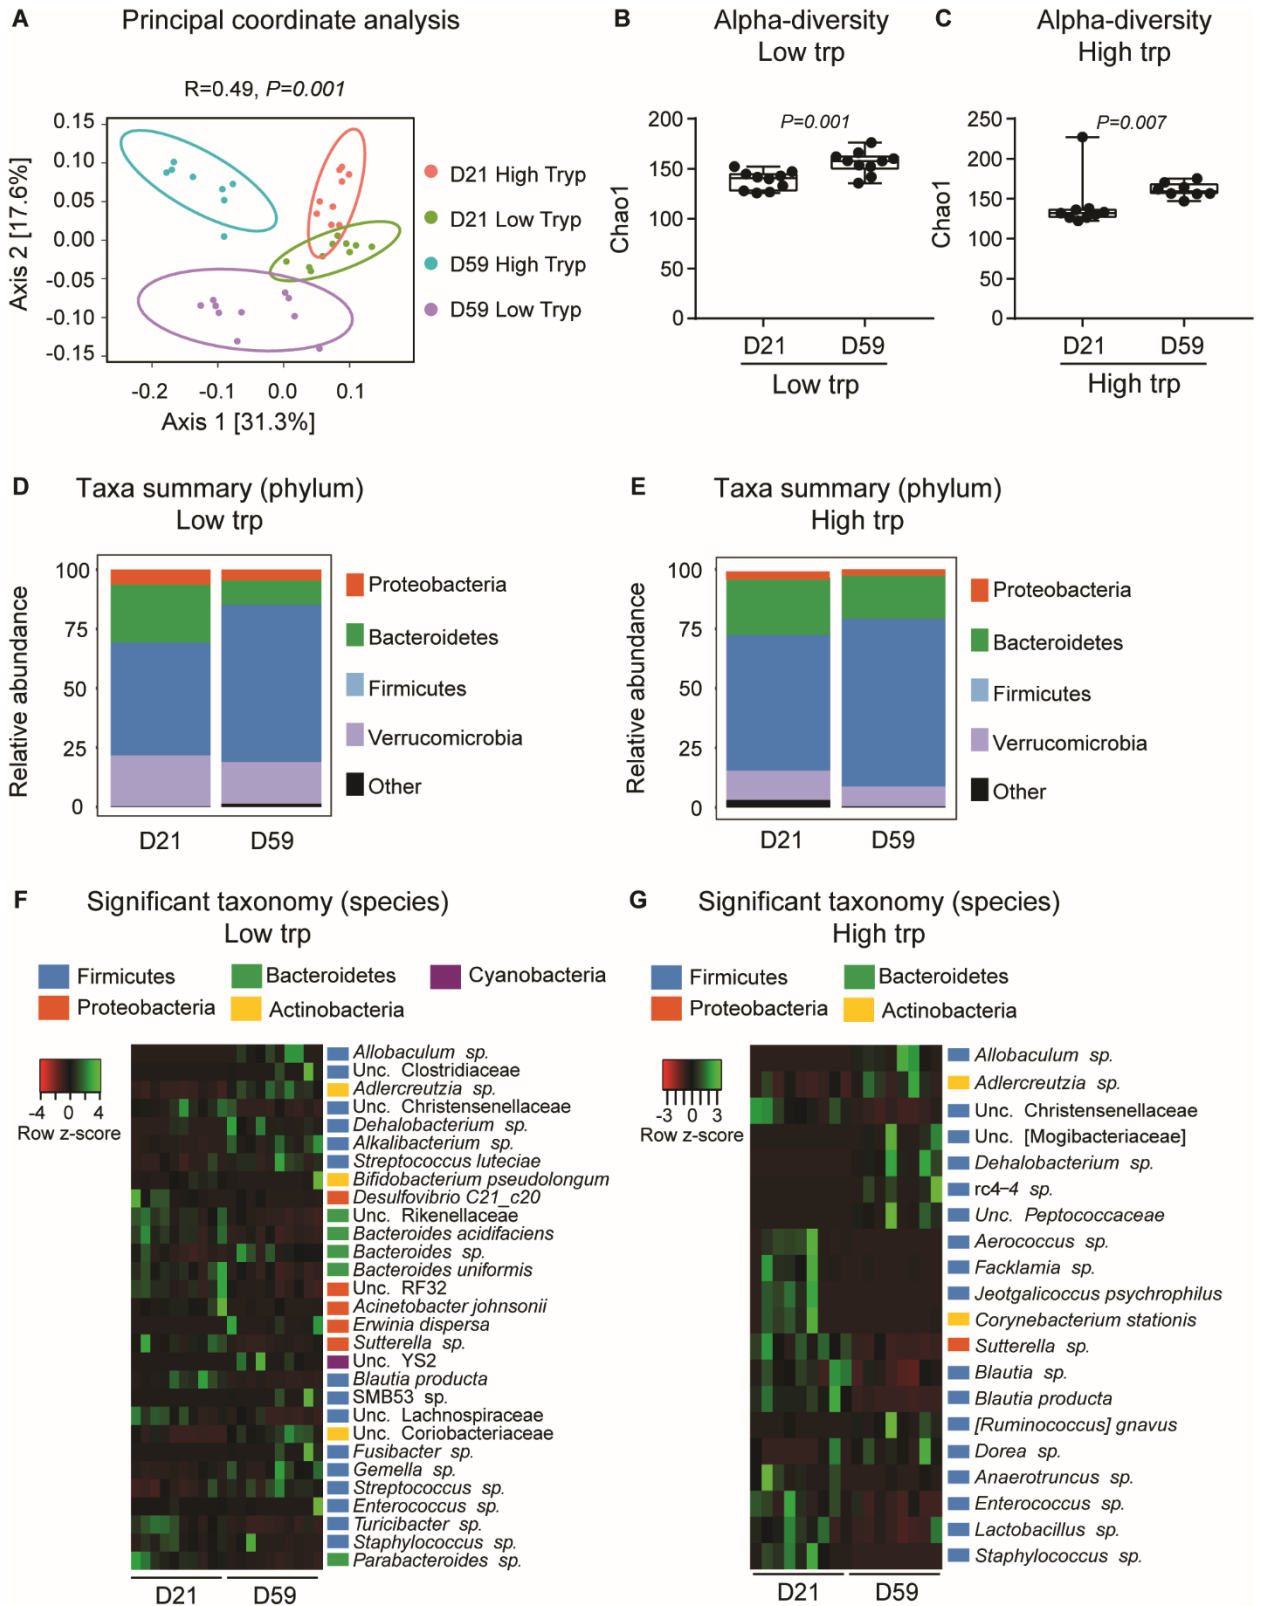 A
Principal coordinate analysis
R=0.49, P=0.001
0.15
0.10
0.05
0.00
-0.05
-0.10
-0.15
Axis 2 [17.6%]
-0.2
-0.1
0.0
0.1
Axis 1 [31.3%]
D21 High Tryp
D21 Low Tryp
D59 High Tryp
D59 Low Tryp
B
Alpha-diversity
Low trp
P=0.001
200
150
100
50
0
Chao1
D21
D59
Low trp
C
Alpha-diversity
High trp
P=0.007
250
200
150
100
50
0
Chao1
D21
D59
High trp
D
Taxa summary (phylum)
Low trp
100
75
50
25
0
Relative abundance
D21
D59
Proteobacteria
Bacteroidetes
Firmicutes
Verrucomicrobia
Other
E
Taxa summary (phylum)
High trp
100
75
50
25
0
Relative abundance
D21
D59
Proteobacteria
Bacteroidetes
Firmicutes
Verrucomicrobia
Other
F
Significant taxonomy (species)
Low trp
Firmicutes
Bacteroidetes
Cyanobacteria
Proteobacteria
Actinobacteria
-4 0 4
Row z-score
Allobaculum sp.
Unc. Clostridiaceae
Adlercreutzia sp.
Unc. Christensenellaceae
Dehalobacterium sp.
Alkalibacterium sp.
Streptococcus luteciae
Bifidobacterium pseudolongum
Desulfovibrio C21_c20
Unc. Rikenellaceae
Bacteroides acidifaciens
Bacteroides sp.
Bacteroides uniformis
Unc. RF32
Acinetobacter johnsonii
Erwinia dispersa
Sutterella sp.
Unc. YS2
Blautia producta
SMB53 sp.
Unc. Lachnospiraceae
Unc. Coriobacteriaceae
Fusibacter sp.
Gemella sp.
Streptococcus sp.
Enterococcus sp.
Turicibacter sp.
Staphylococcus sp.
Parabacteroides sp.
D21
D59
G
Significant taxonomy (species)
High trp
Firmicutes
Bacteroidetes
Proteobacteria
Actinobacteria
-3 0 3
Row z-score
Allobaculum sp.
Adlercreutzia sp.
Unc. Christensenellaceae
Unc. [Mogibacteriaceae]
Dehalobacterium sp.
rc4-4 sp.
Unc. Peptococcaceae
Aerococcus sp.
Facklamia sp.
Jeotgalicoccus psychrophilus
Corynebacterium stationis
Sutterella sp.
Blautia sp.
Blautia producta
[Ruminococcus] gnavus
Dorea sp.
Anaerotruncus sp.
Enterococcus sp.
Lactobacillus sp.
Staphylococcus sp.
D21
D59